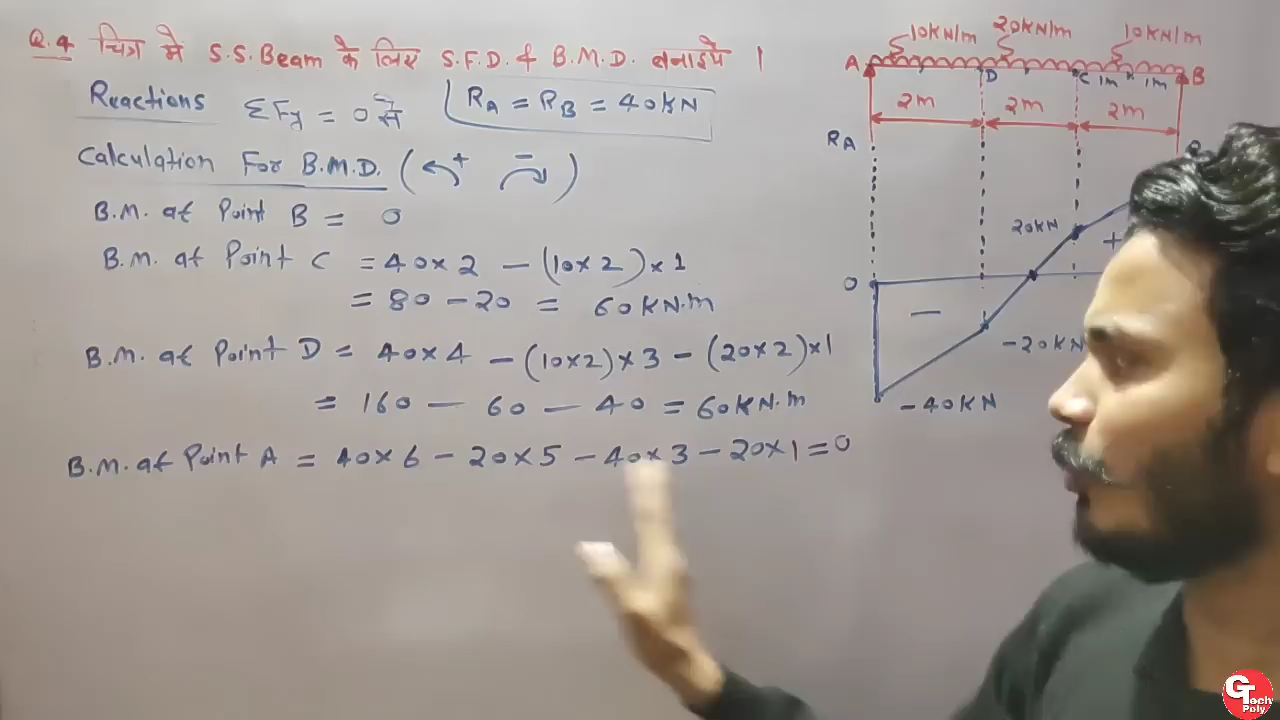 Q.4 चित्र मे S.S.Beam के लिए S.F.D. & B.M.D. बनाइये ।
Reactions ΣFy = 0 से RA = RB = 40KN
Calculation For B.M.D. ( + − )
B.M. at Point B = 0
B.M. at Point C = 40×2 − (10×2)×1
= 80 − 20 = 60KN.m
B.M. at Point D = 40×4 − (10×2)×3 − (20×2)×1
= 160 − 60 − 40 = 60KN.m
B.M. at Point A = 40×6 − 20×5 − 40×3 − 20×1 = 0
10KN/m 20KN/m 10KN/m
A D C 1m 1m B
2m 2m 2m
RA
20KN
+
0
−
-20KN
-40KN
GTech
Poly